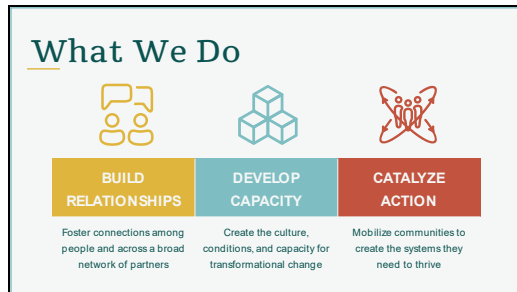 What We Do
BUILD
RELATIONSHIPS
Foster connections among
people and across a broad
network of partners
DEVELOP
CAPACITY
Create the culture,
conditions, and capacity for
transformational change
CATALYZE
ACTION
Mobilize communities to
create the systems they
need to thrive